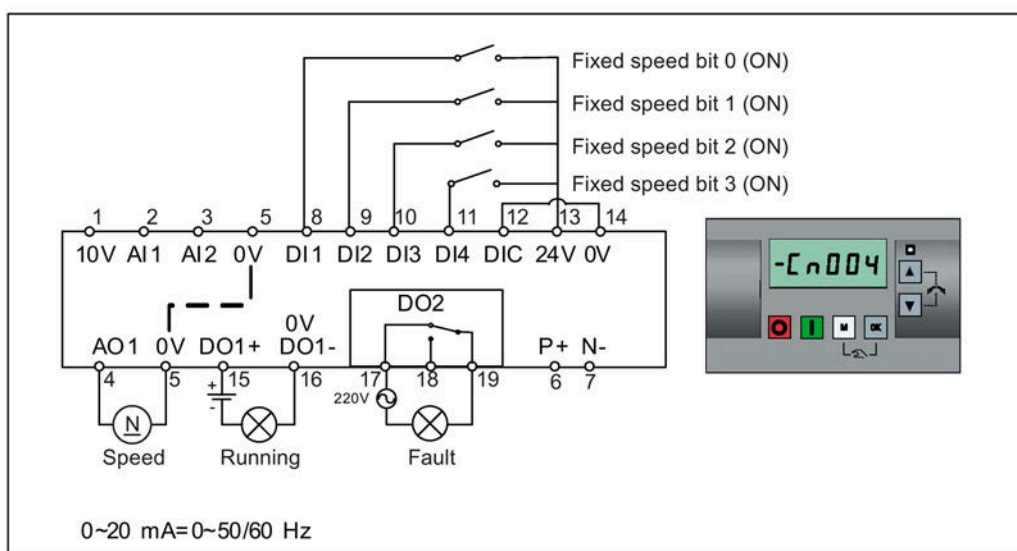 Fixed speed bit 0 (ON)
Fixed speed bit 1 (ON)
Fixed speed bit 2 (ON)
Fixed speed bit 3 (ON)
1 2 3 5 8 9 10 11 12 13 14
10V AI1 AI2 0V DI1 DI2 DI3 DI4 DIC 24V 0V
-Cn004
M OK
DO2
0V
AO1 0V DO1+ DO1- P+ N-
4 5 15 16 17 18 19 6 7
+
-
220V
N
Speed Running Fault
0~20 mA=0~50/60 Hz